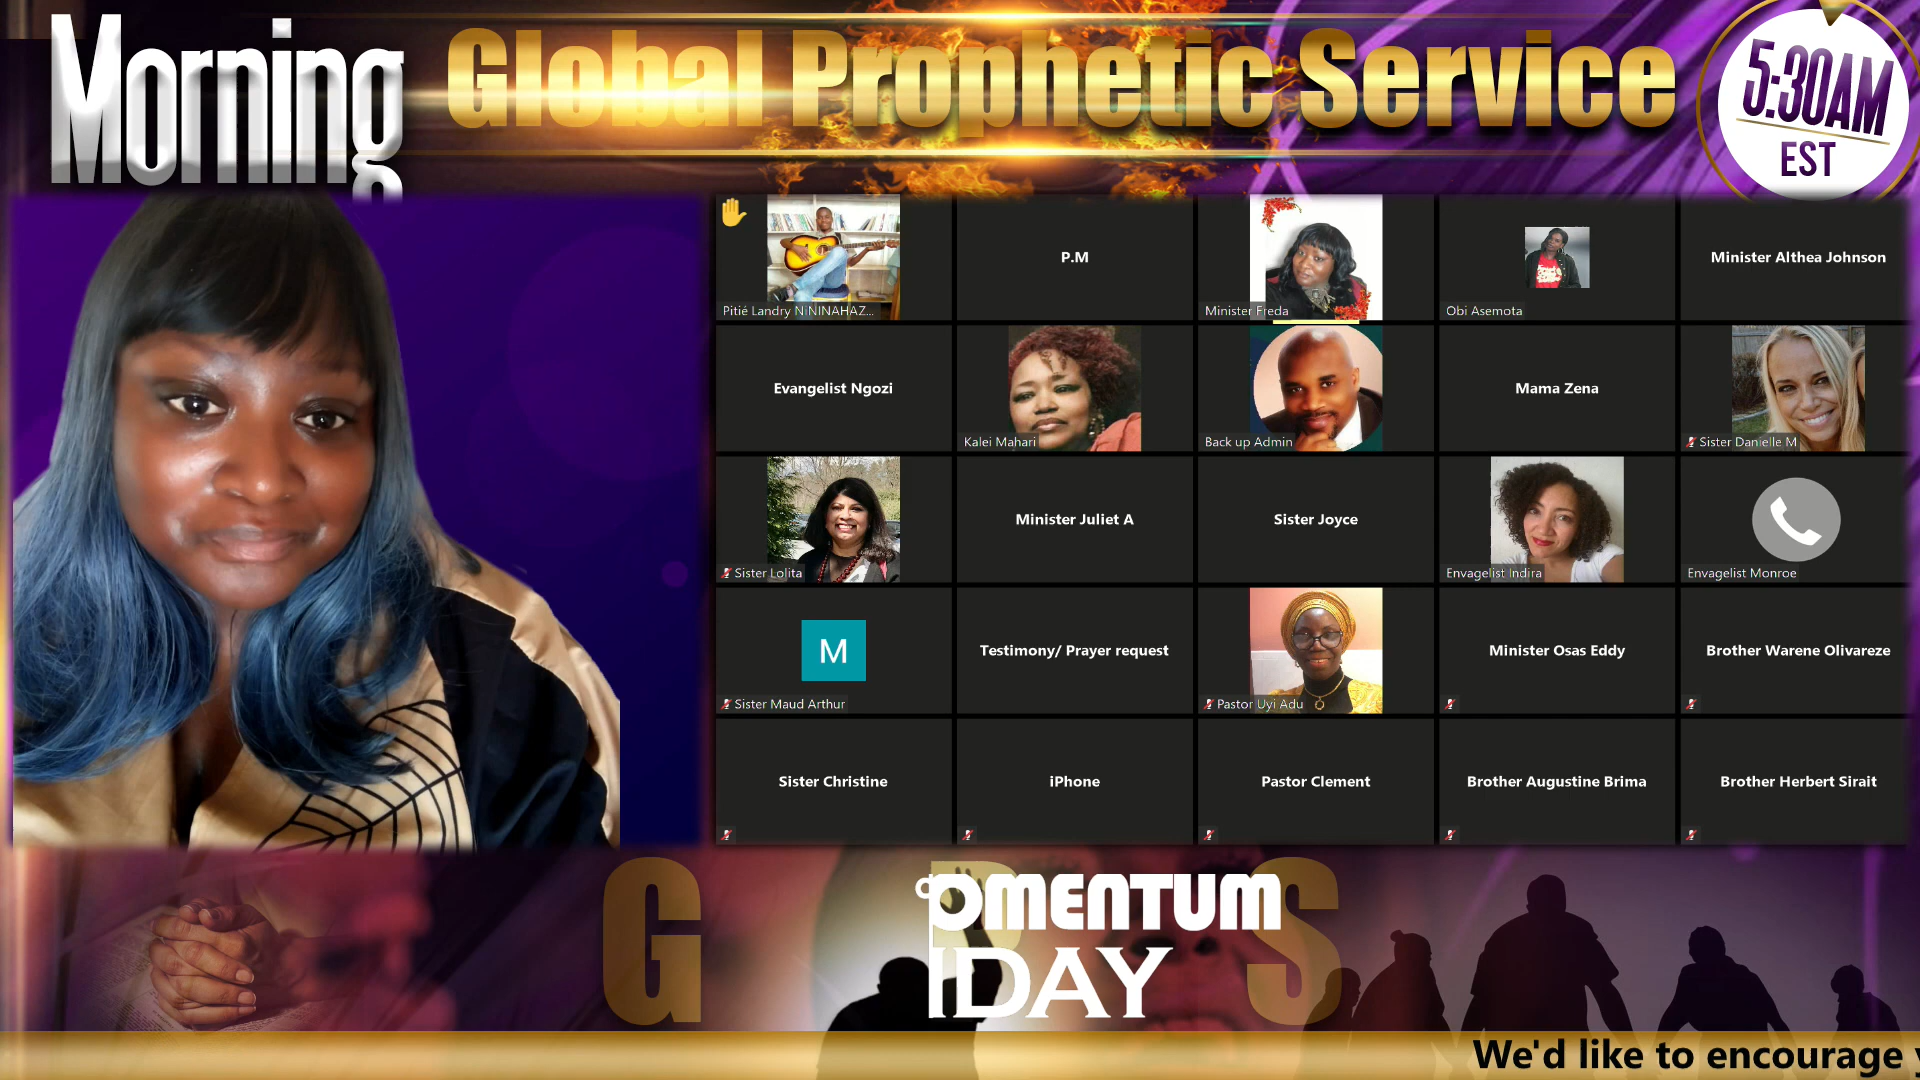 Morning
Global Prophetic Service
5:30AM
EST
Pitié Landry NININAHAZ...
P.M
Minister Freda
Obi Asemota
Minister Althea Johnson
Evangelist Ngozi
Kalei Mahari
Back up Admin
Mama Zena
Sister Danielle M
Sister Lolita
Minister Juliet A
Sister Joyce
Envagelist Indira
Envagelist Monroe
M
Sister Maud Arthur
Testimony/ Prayer request
Pastor Uyi Adu
Minister Osas Eddy
Brother Warene Olivareze
Sister Christine
iPhone
Pastor Clement
Brother Augustine Brima
Brother Herbert Sirait
G P S
PMENTUM
DAY
We'd like to encourage